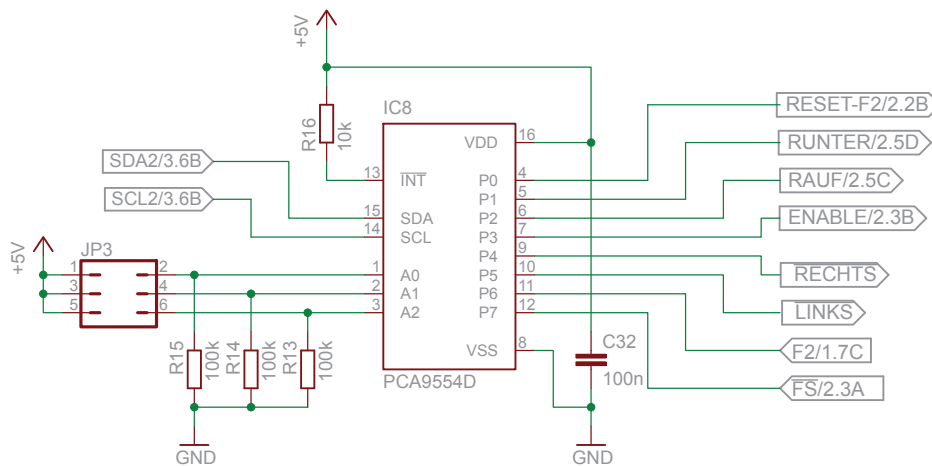 +5V
IC8
RESET-F2/2.2B
R16
10k
VDD
16
RUNTER/2.5D
SDA2/3.6B
13
I̅N̅T̅
P0
4
RAUF/2.5C
P1
5
SCL2/3.6B
15
SDA
P2
6
ENABLE/2.3B
14
SCL
P3
7
+5V
JP3
P4
9
R̅E̅C̅H̅T̅S̅
1
2
1
A0
P5
10
3
4
2
A1
P6
11
L̅I̅N̅K̅S̅
5
6
3
A2
P7
12
R15
100k
R14
100k
R13
100k
VSS
8
C32
100n
F2/1.7C
PCA9554D
F̅S̅/2.3A
GND
GND